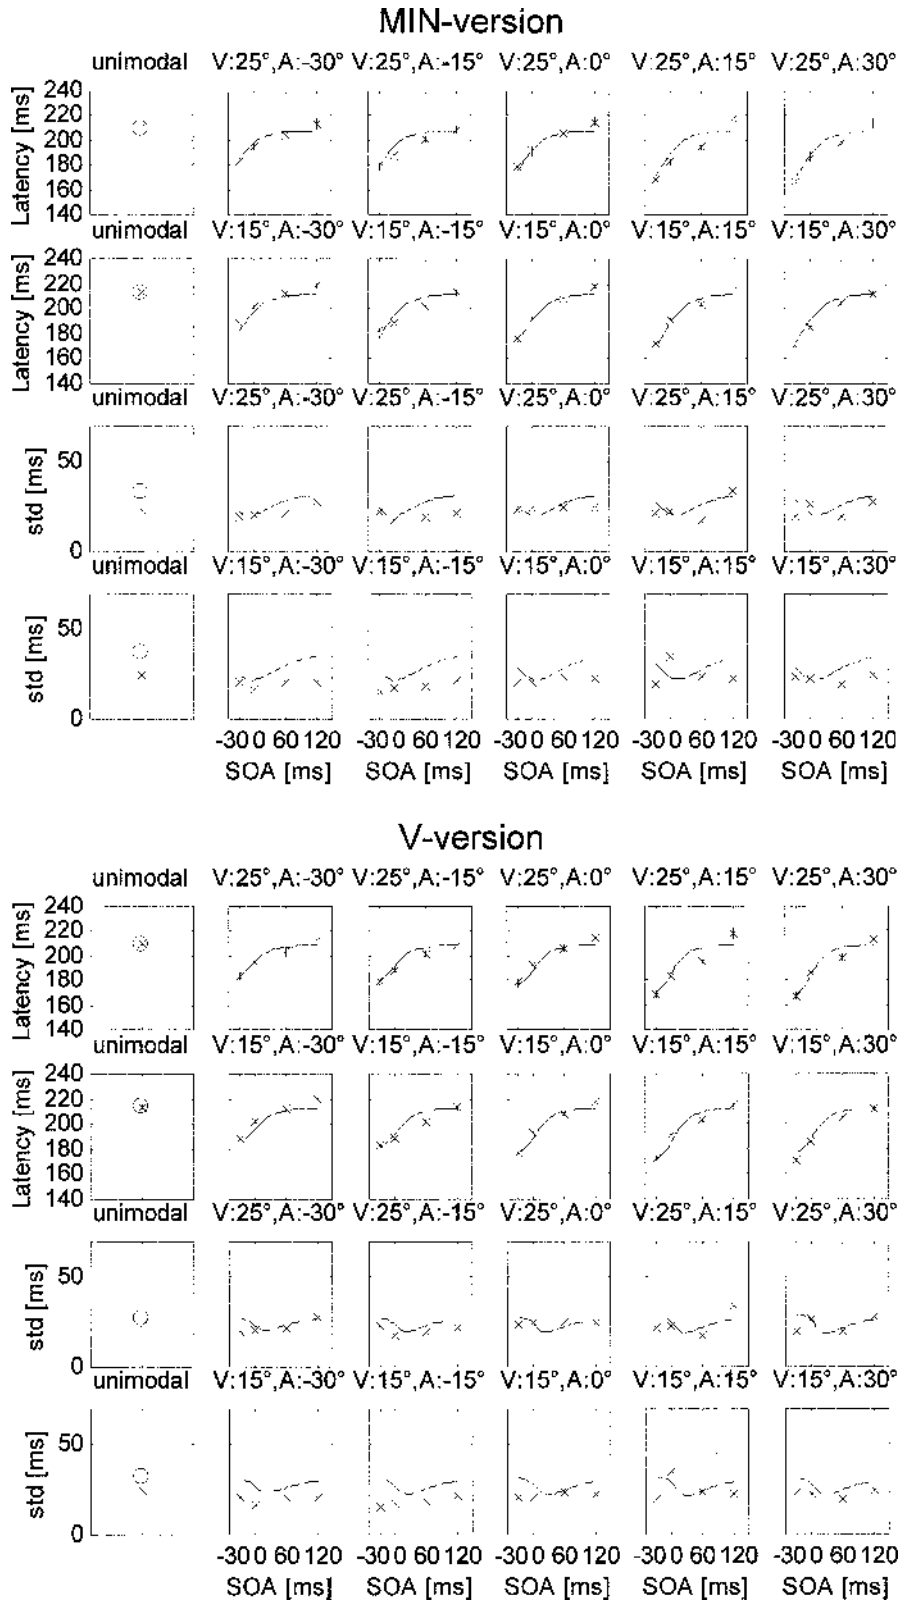 MIN-version
unimodal V:25°,A:-30° V:25°,A:-15° V:25°,A:0° V:25°,A:15° V:25°,A:30°
Latency [ms]
240
220
200
180
160
140
unimodal V:15°,A:-30° V:15°,A:-15° V:15°,A:0° V:15°,A:15° V:15°,A:30°
Latency [ms]
240
220
200
180
160
140
unimodal V:25°,A:-30° V:25°,A:-15° V:25°,A:0° V:25°,A:15° V:25°,A:30°
std [ms]
50
0
unimodal V:15°,A:-30° V:15°,A:-15° V:15°,A:0° V:15°,A:15° V:15°,A:30°
std [ms]
50
0
-30 0 60 120 -30 0 60 120 -30 0 60 120 -30 0 60 120 -30 0 60 120
SOA [ms] SOA [ms] SOA [ms] SOA [ms] SOA [ms]
V-version
unimodal V:25°,A:-30° V:25°,A:-15° V:25°,A:0° V:25°,A:15° V:25°,A:30°
Latency [ms]
240
220
200
180
160
140
unimodal V:15°,A:-30° V:15°,A:-15° V:15°,A:0° V:15°,A:15° V:15°,A:30°
Latency [ms]
240
220
200
180
160
140
unimodal V:25°,A:-30° V:25°,A:-15° V:25°,A:0° V:25°,A:15° V:25°,A:30°
std [ms]
50
0
unimodal V:15°,A:-30° V:15°,A:-15° V:15°,A:0° V:15°,A:15° V:15°,A:30°
std [ms]
50
0
-30 0 60 120 -30 0 60 120 -30 0 60 120 -30 0 60 120 -30 0 60 120
SOA [ms] SOA [ms] SOA [ms] SOA [ms] SOA [ms]